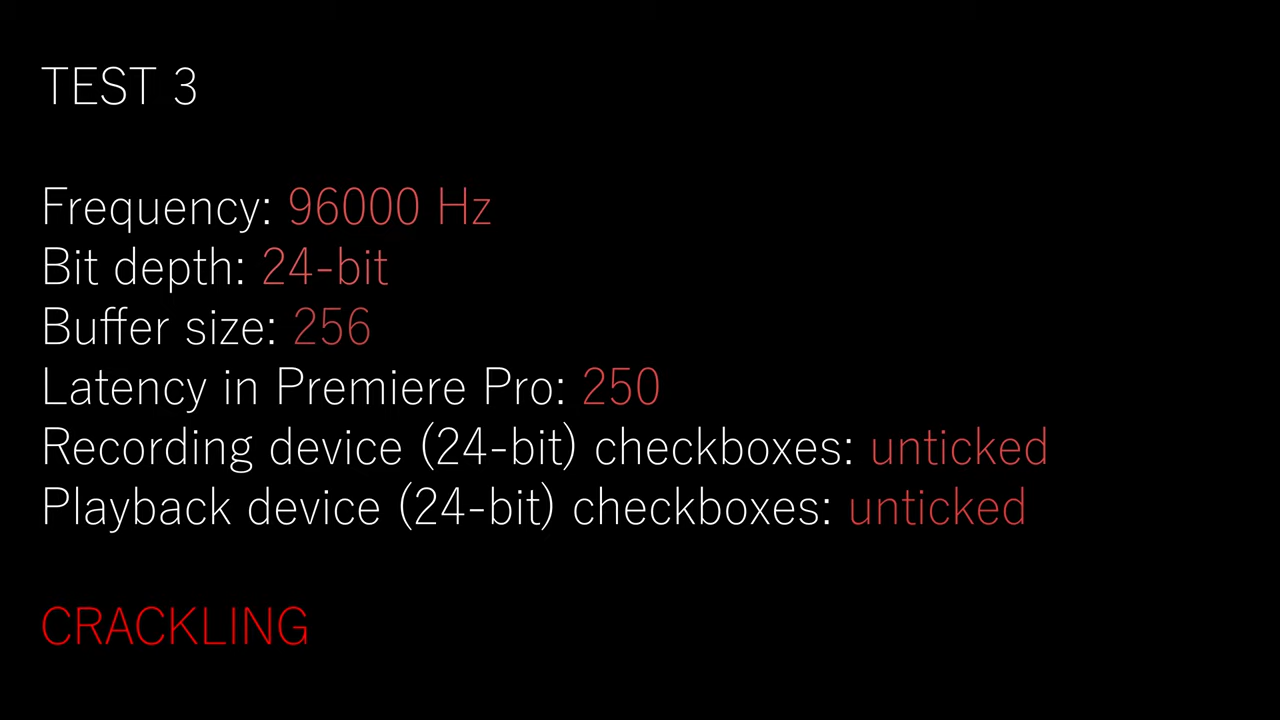 TEST 3
Frequency: 96000 Hz
Bit depth: 24-bit
Buffer size: 256
Latency in Premiere Pro: 250
Recording device (24-bit) checkboxes: unticked
Playback device (24-bit) checkboxes: unticked
CRACKLING